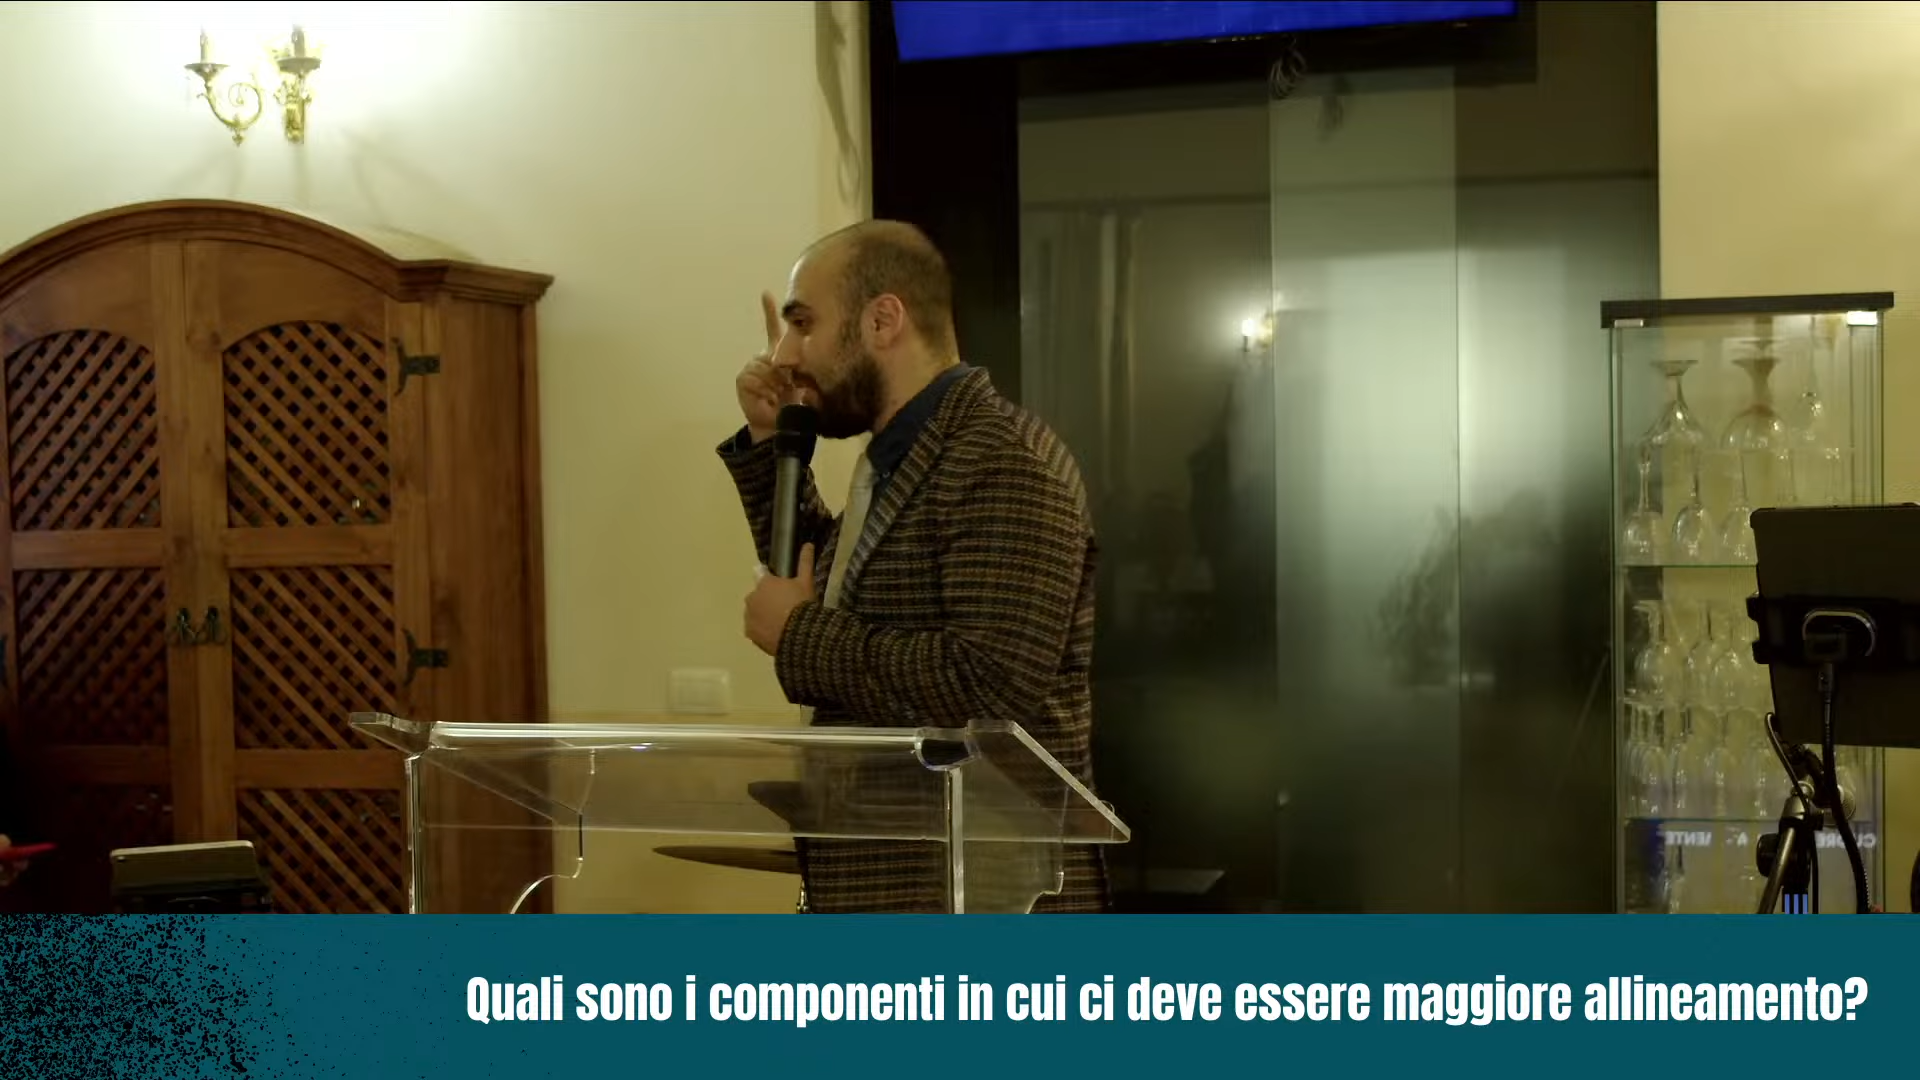 Quali sono i componenti in cui ci deve essere maggiore allineamento?